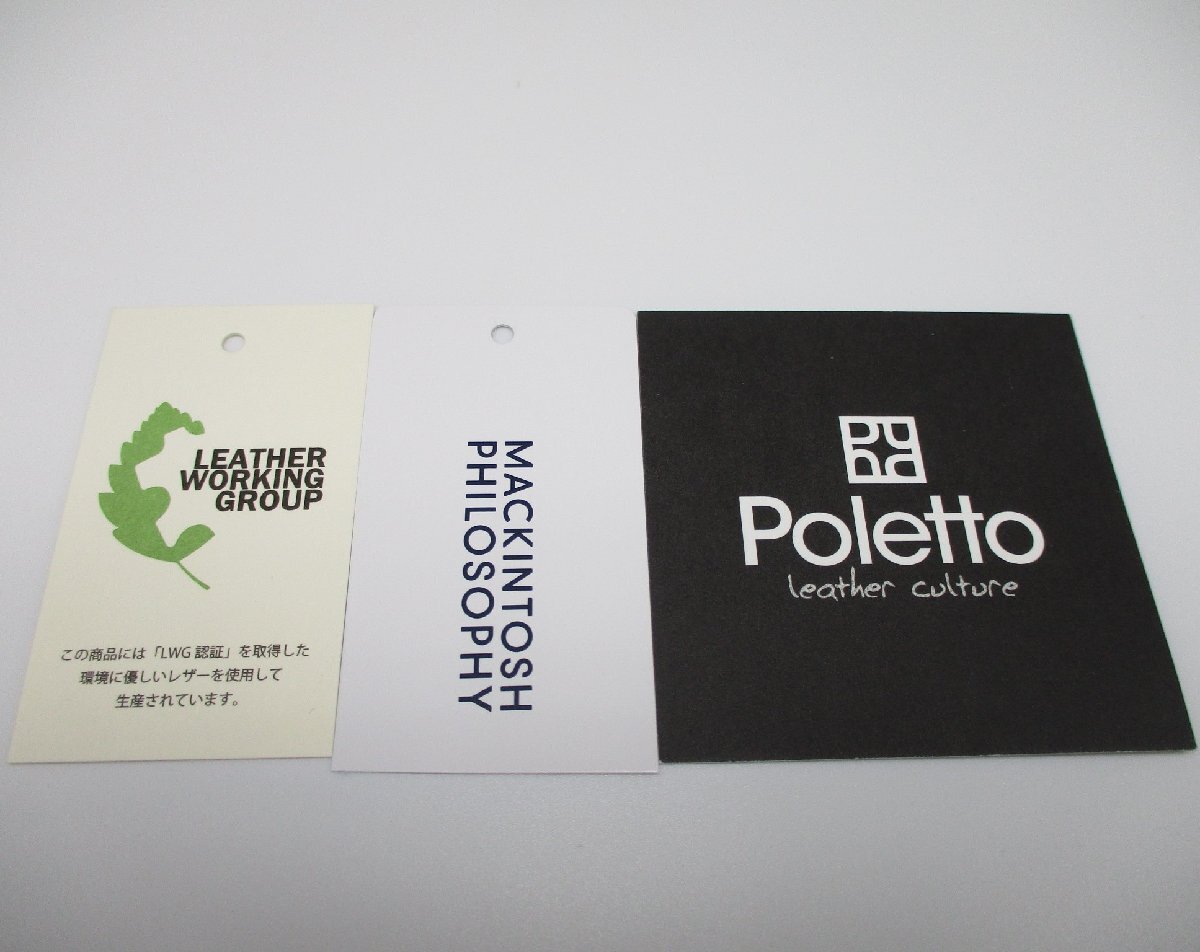 LEATHER
WORKING
GROUP
この商品には「LWG 認証」を取得した
環境に優しいレザーを使用して
生産されています。
MACKINTOSH
PHILOSOPHY
Poletto
leather culture